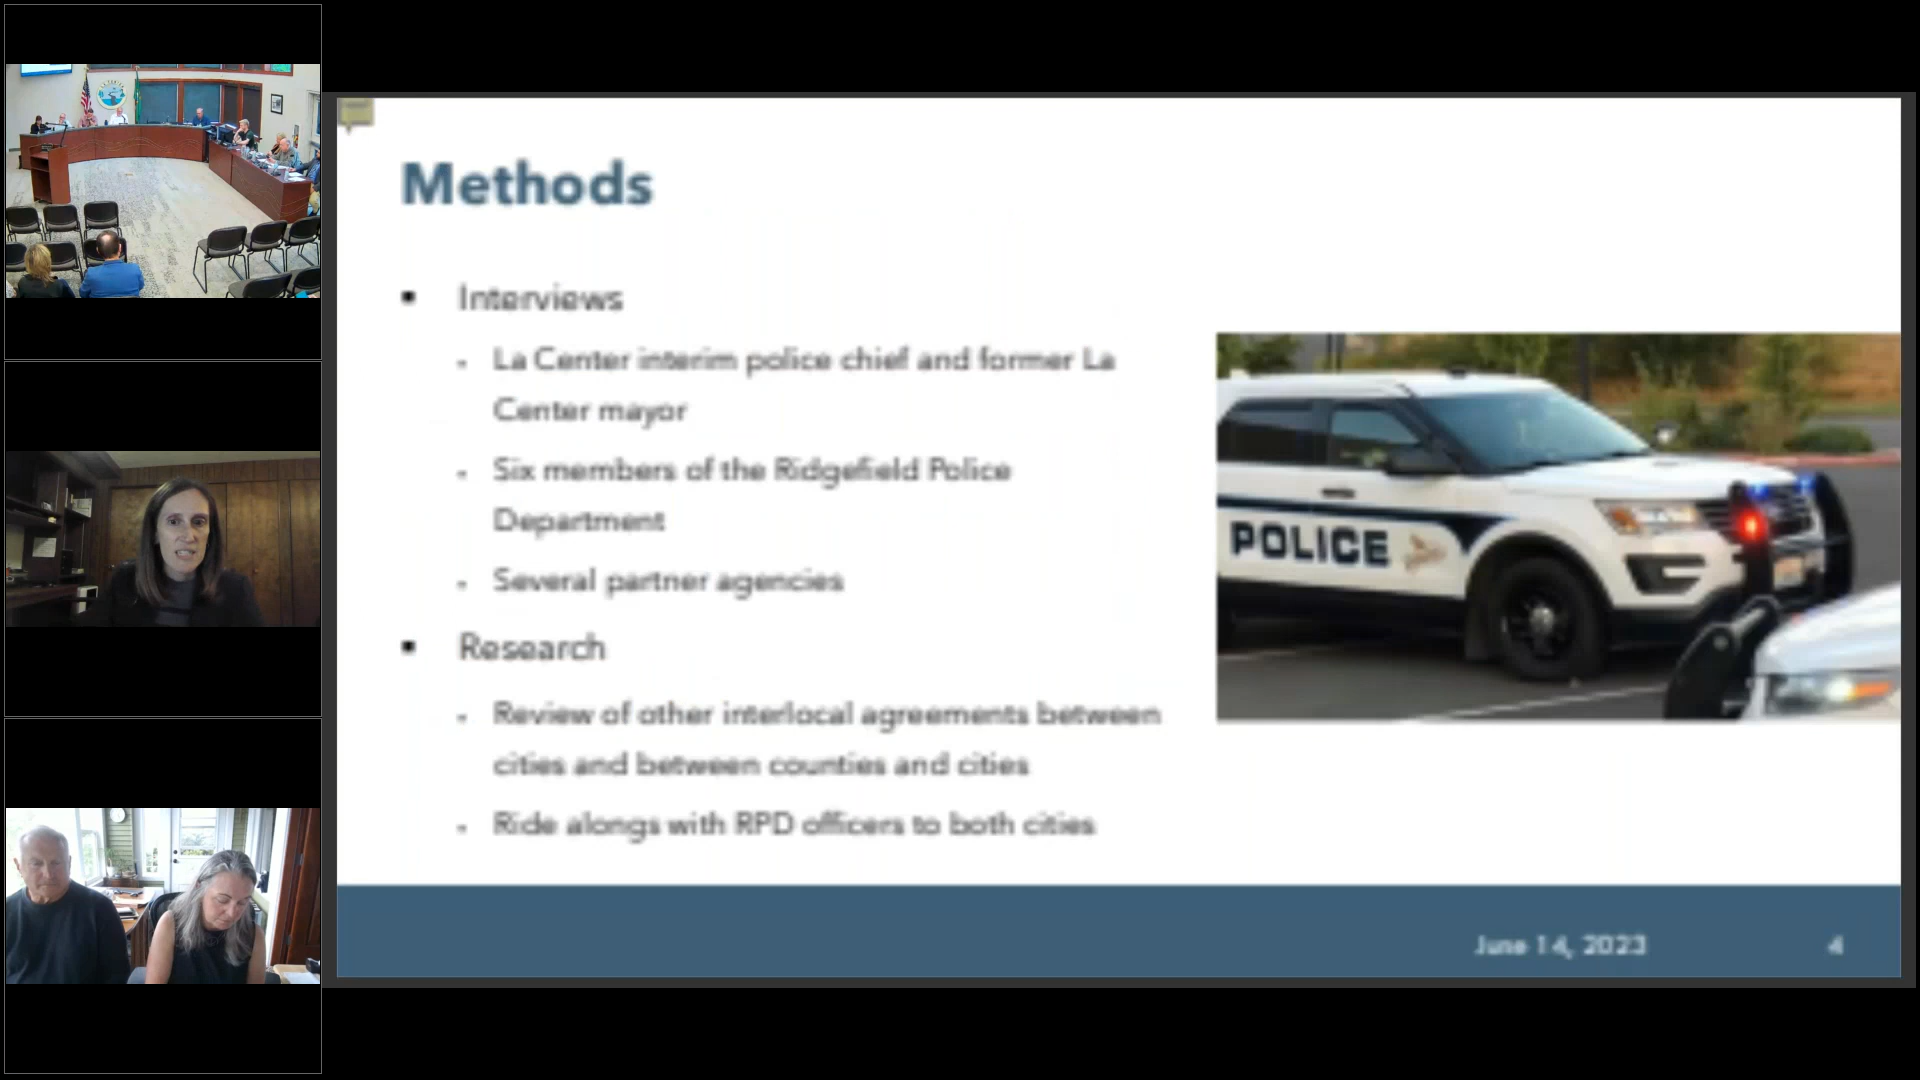 Methods
Interviews
La Center interim police chief and former La
Center mayor
Six members of the Ridgefield Police
Department
Several partner agencies
Research
Review of other interlocal agreements between
cities and between counties and cities
Ride alongs with RPD officers to both cities
POLICE
June 14, 2023
4